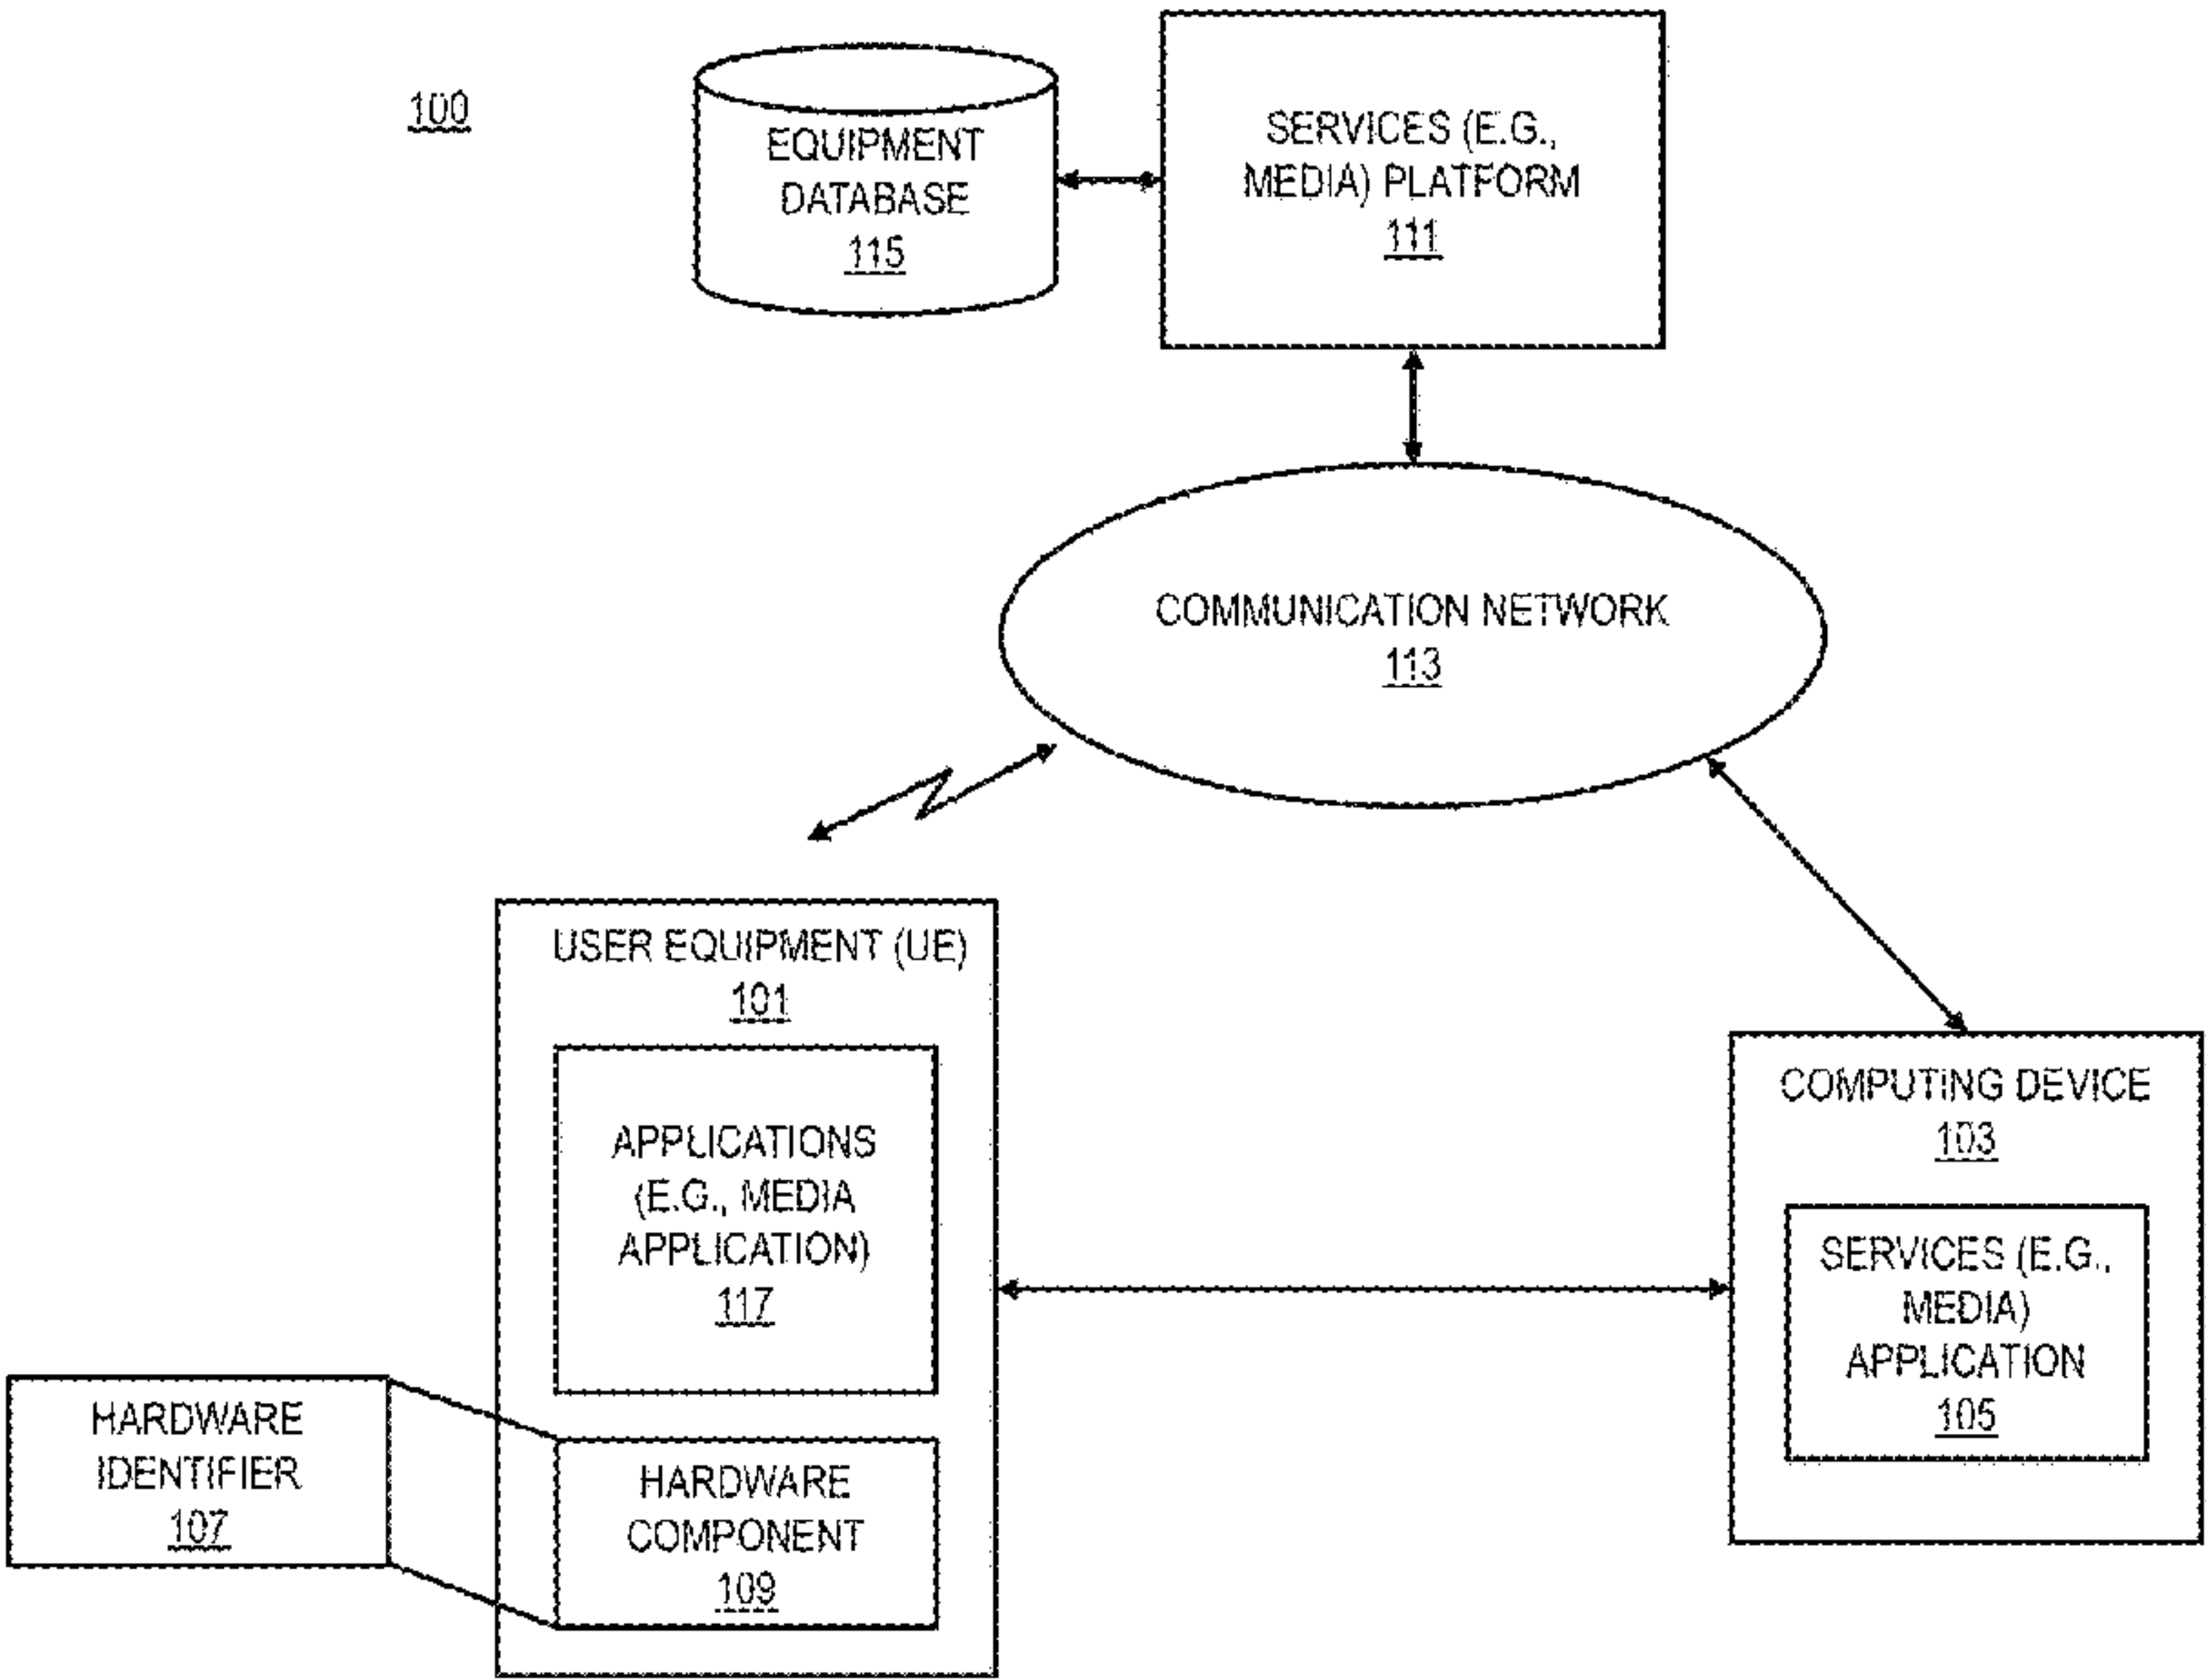 100
EQUIPMENT
DATABASE
115
SERVICES (E.G.,
MEDIA) PLATFORM
111
COMMUNICATION NETWORK
113
USER EQUIPMENT (UE)
101
APPLICATIONS
(E.G., MEDIA
APPLICATION)
117
HARDWARE
IDENTIFIER
107
HARDWARE
COMPONENT
109
COMPUTING DEVICE
103
SERVICES (E.G.,
MEDIA)
APPLICATION
105